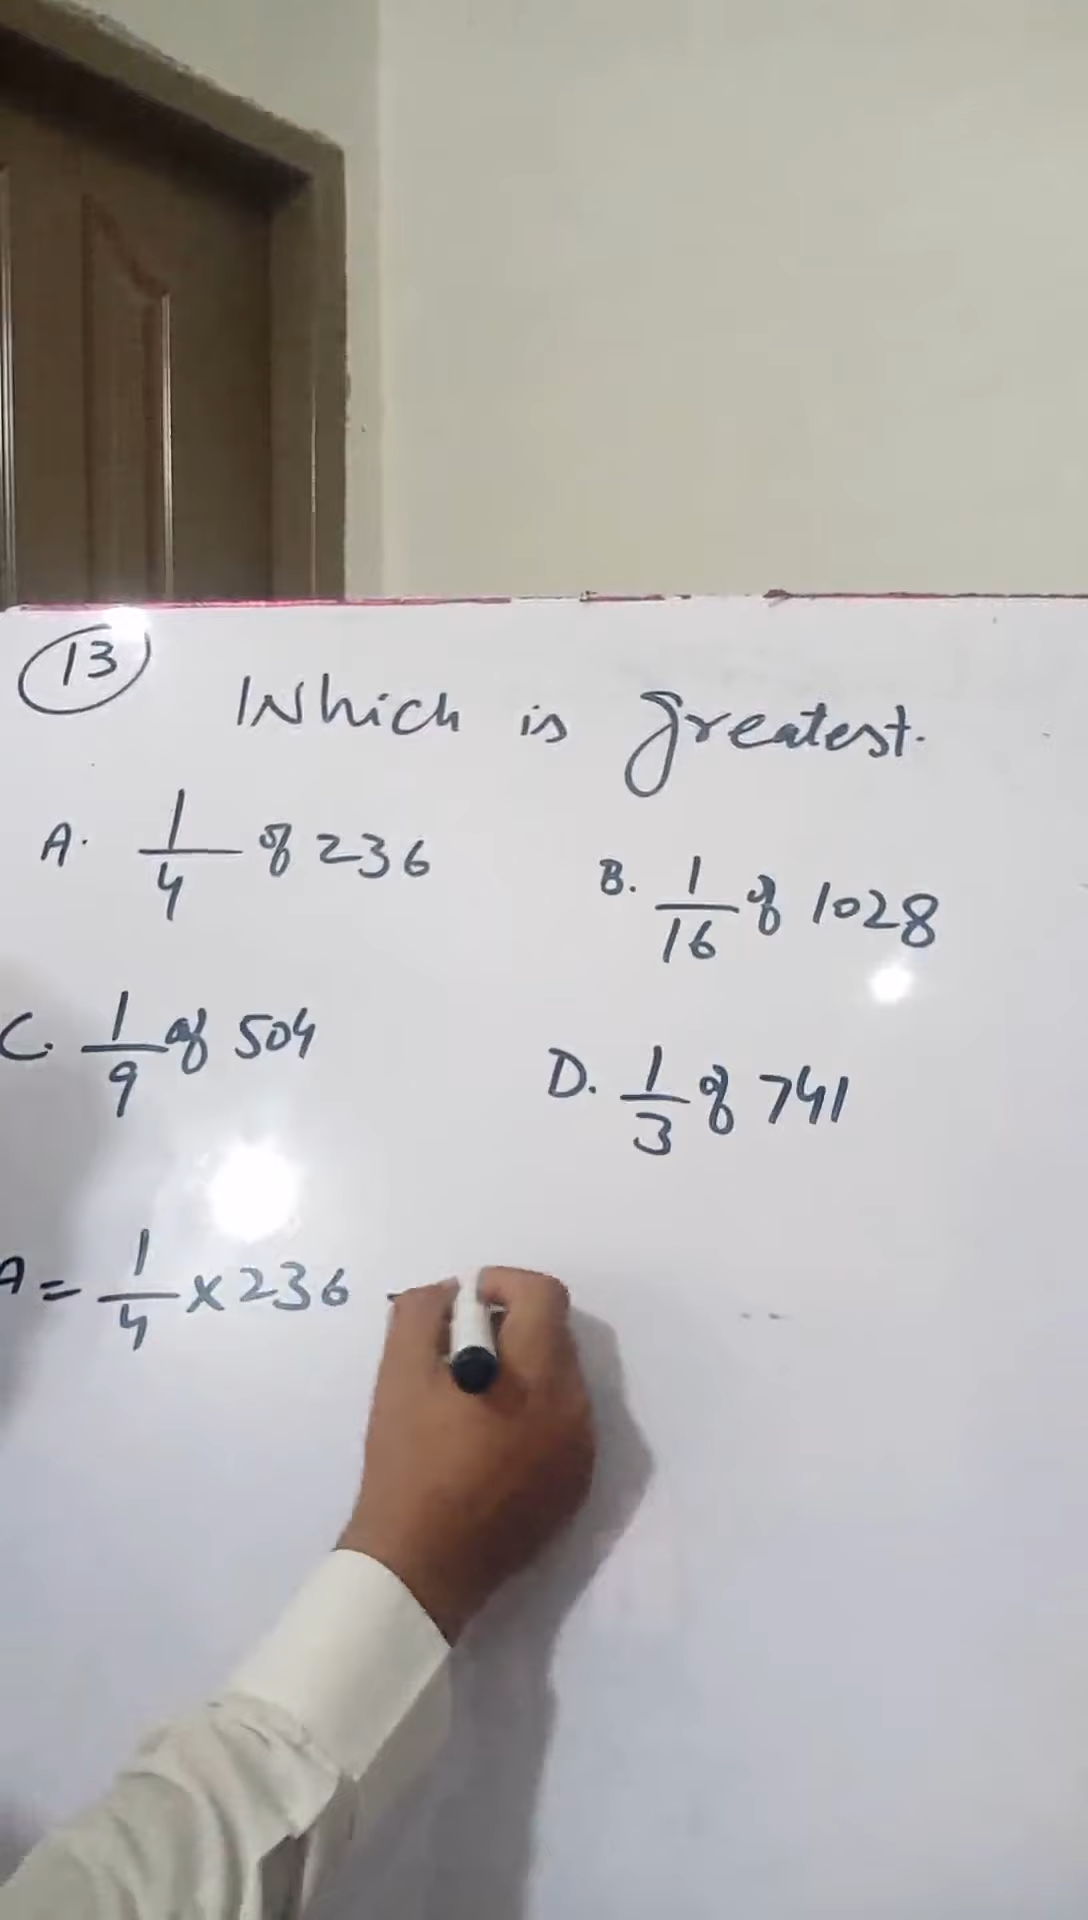 13 Which is greatest.
A. 1/4 of 236
B. 1/16 of 1028
C. 1/9 of 504
D. 1/3 of 741
A = 1/4 × 236